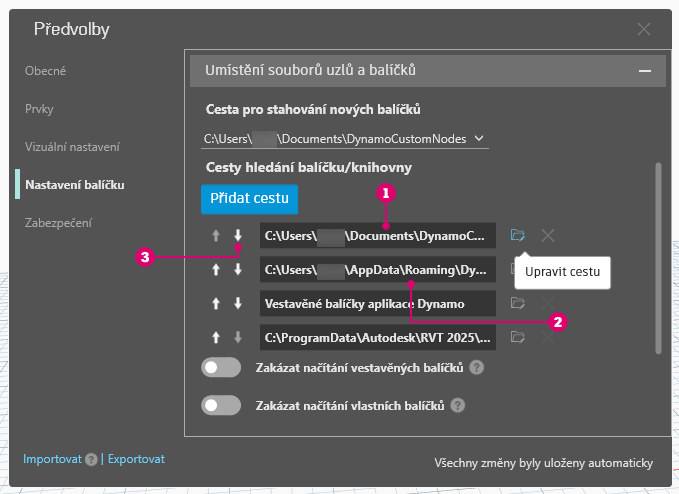 Předvolby
Obecné
Prvky
Vizuální nastavení
Nastavení balíčku
Zabezpečení
Umístění souborů uzlů a balíčků
Cesta pro stahování nových balíčků
C:\Users\ \Documents\DynamoCustomNodes
Cesty hledání balíčku/knihovny
Přidat cestu
1
C:\Users\ \Documents\DynamoC...
3
C:\Users\ \AppData\Roaming\Dy...
Upravit cestu
Vestavěné balíčky aplikace Dynamo
2
C:\ProgramData\Autodesk\RVT 2025\...
Zakázat načítání vestavěných balíčků ?
Zakázat načítání vlastních balíčků ?
Importovat ? | Exportovat
Všechny změny byly uloženy automaticky